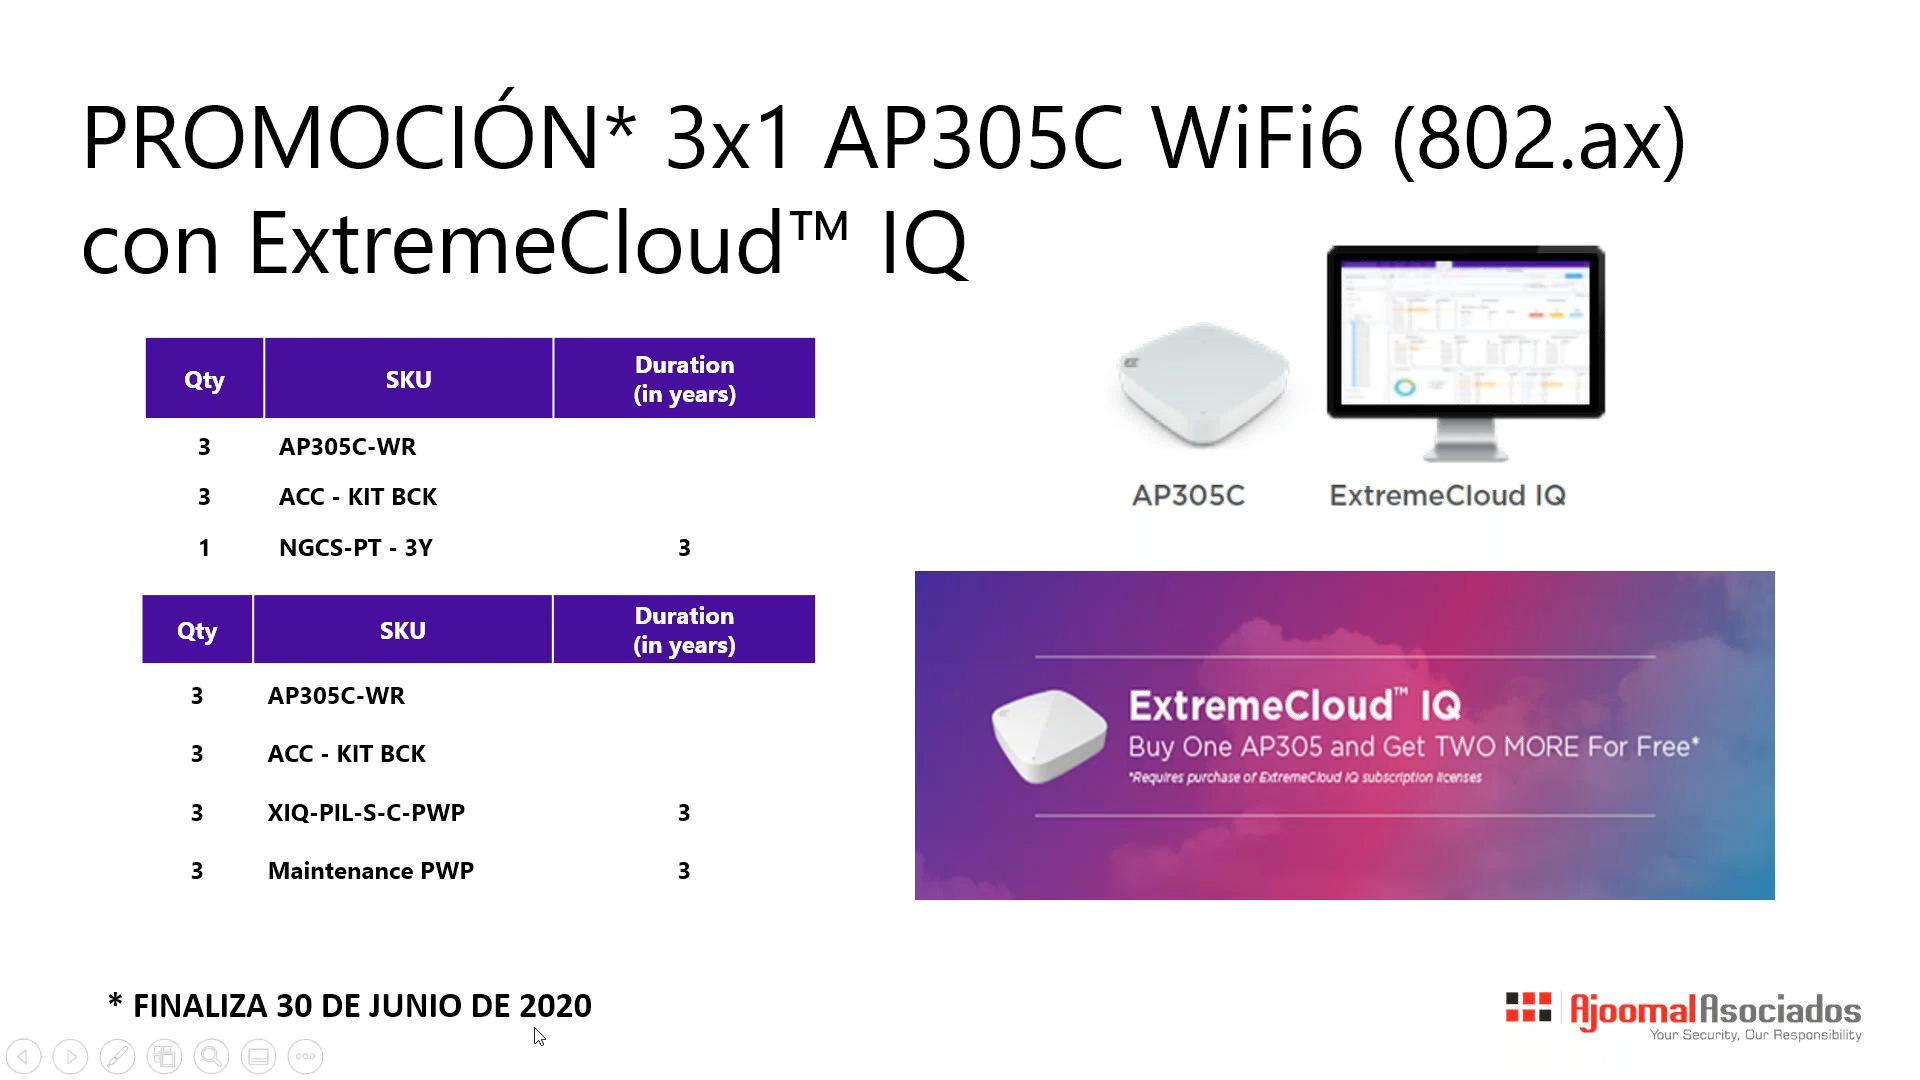 PROMOCIÓN* 3x1 AP305C WiFi6 (802.ax)
con ExtremeCloud™ IQ
Qty SKU Duration
(in years)
3 AP305C-WR
3 ACC - KIT BCK
1 NGCS-PT - 3Y 3
Qty SKU Duration
(in years)
3 AP305C-WR
3 ACC - KIT BCK
3 XIQ-PIL-S-C-PWP 3
3 Maintenance PWP 3
AP305C ExtremeCloud IQ
ExtremeCloud™ IQ
Buy One AP305 and Get TWO MORE For Free*
*Requires purchase of ExtremeCloud IQ subscription licenses
* FINALIZA 30 DE JUNIO DE 2020
AjoomalAsociados
Your Security, Our Responsibility